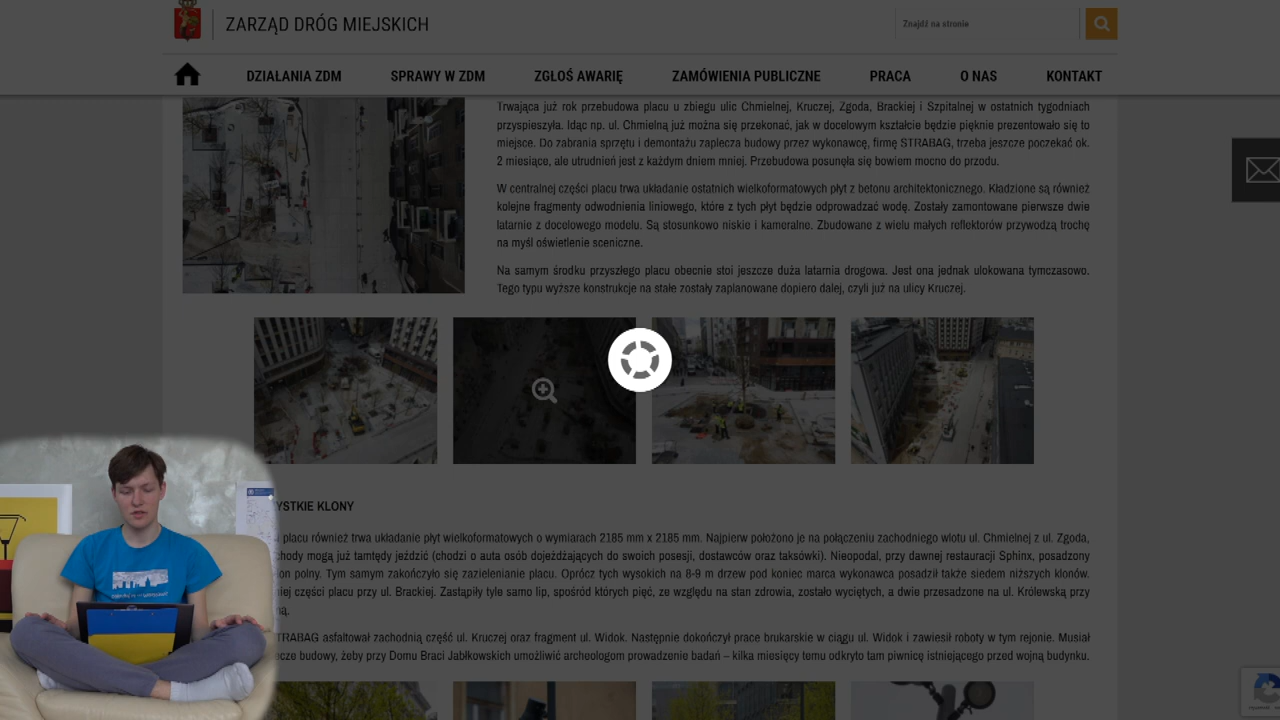 ZARZĄD DRÓG MIEJSKICH
Znajdź na stronie
DZIAŁANIA ZDM SPRAWY W ZDM ZGŁOŚ AWARIĘ ZAMÓWIENIA PUBLICZNE PRACA O NAS KONTAKT
Trwająca już rok przebudowa placu u zbiegu ulic Chmielnej, Kruczej, Zgoda, Brackiej i Szpitalnej w ostatnich tygodniach
przyspieszyła. Idąc np. ul. Chmielną już można się przekonać, jak w docelowym kształcie będzie pięknie prezentowało się to
miejsce. Do zabrania sprzętu i demontażu zaplecza budowy przez wykonawcę, firmę STRABAG, trzeba jeszcze poczekać ok.
2 miesiące, ale utrudnień jest z każdym dniem mniej. Przebudowa posunęła się bowiem mocno do przodu.
W centralnej części placu trwa układanie ostatnich wielkoformatowych płyt z betonu architektonicznego. Kładzione są również
kolejne fragmenty odwodnienia liniowego, które z tych płyt będzie odprowadzać wodę. Zostały zamontowane pierwsze dwie
latarnie z docelowego modelu. Są stosunkowo niskie i kameralne. Zbudowane z wielu małych reflektorów przywodzą trochę
na myśl oświetlenie sceniczne.
Na samym środku przyszłego placu obecnie stoi jeszcze duża latarnia drogowa. Jest ona jednak ulokowana tymczasowo.
Tego typu wyższe konstrukcje na stałe zostały zaplanowane dopiero dalej, czyli już na ulicy Kruczej.
YSTKIE KLONY
placu również trwa układanie płyt wielkoformatowych o wymiarach 2185 mm x 2185 mm. Najpierw położono je na połączeniu zachodniego wlotu ul. Chmielnej z ul. Zgoda,
hody mogą już tamtędy jeździć (chodzi o auta osób dojeżdżających do swoich posesji, dostawców oraz taksówki). Nieopodal, przy dawnej restauracji Sphinx, posadzony
on polny. Tym samym zakończyło się zazielenianie placu. Oprócz tych wysokich na 8-9 m drzew pod koniec marca wykonawca posadził także siedem niższych klonów.
iej części placu przy ul. Brackiej. Zastąpiły tyle samo lip, spośród których pięć, ze względu na stan zdrowia, zostało wyciętych, a dwie przesadzone na ul. Królewską przy
ną.
TRABAG asfaltował zachodnią część ul. Kruczej oraz fragment ul. Widok. Następnie dokończył prace brukarskie w ciągu ul. Widok i zawiesił roboty w tym rejonie. Musiał
ecze budowy, żeby przy Domu Braci Jabłkowskich umożliwić archeologom prowadzenie badań – kilka miesięcy temu odkryto tam piwnicę istniejącego przed wojną budynku.